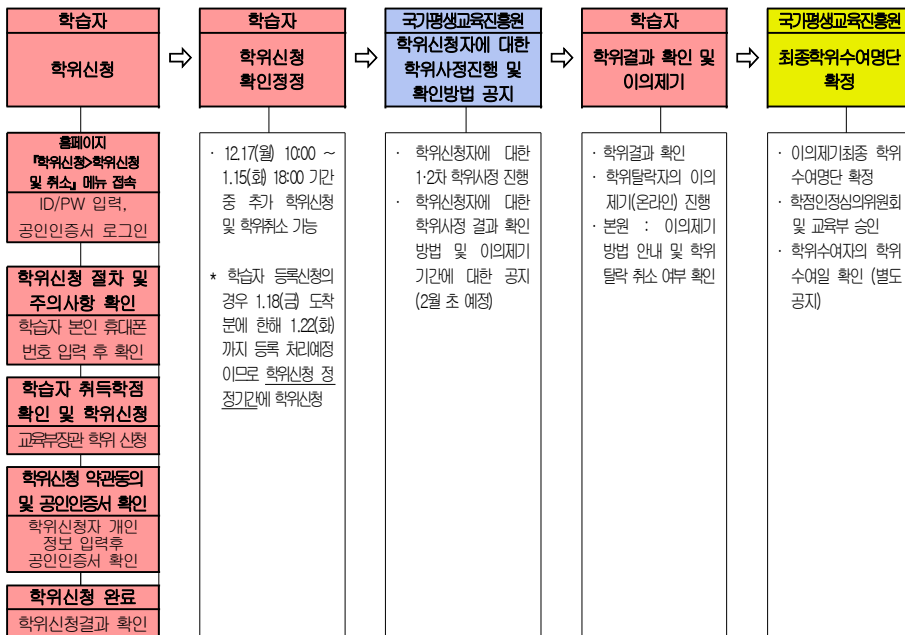 학습자
학위신청
홈페이지
『학위신청>학위신청
및 취소』 메뉴 접속
ID/PW 입력,
공인인증서 로그인
학위신청 절차 및
주의사항 확인
학습자 본인 휴대폰
번호 입력 후 확인
학습자 취득학점
확인 및 학위신청
교육부장관 학위 신청
학위신청 약관동의
및 공인인증서 확인
학위신청자 개인
정보 입력후
공인인증서 확인
학위신청 완료
학위신청결과 확인
학습자
학위신청
확인정정
· 12.17(월) 10:00 ~
1.15(화) 18:00 기간
중 추가 학위신청
및 학위취소 가능
* 학습자 등록신청의
경우 1.18(금) 도착
분에 한해 1.22(화)
까지 등록 처리예정
이므로 학위신청 정
정기간에 학위신청
국가평생교육진흥원
학위신청자에 대한
학위사정진행 및
확인방법 공지
· 학위신청자에 대한
1·2차 학위사정 진행
· 학위신청자에 대한
학위사정 결과 확인
방법 및 이의제기
기간에 대한 공지
(2월 초 예정)
학습자
학위결과 확인 및
이의제기
· 학위결과 확인
· 학위탈락자의 이의
제기(온라인) 진행
· 본원 : 이의제기
방법 안내 및 학위
탈락 취소 여부 확인
국가평생교육진흥원
최종학위수여명단
확정
· 이의제기최종 학위
수여명단 확정
· 학점인정심의위원회
및 교육부 승인
· 학위수여자의 학위
수여일 확인 (별도
공지)